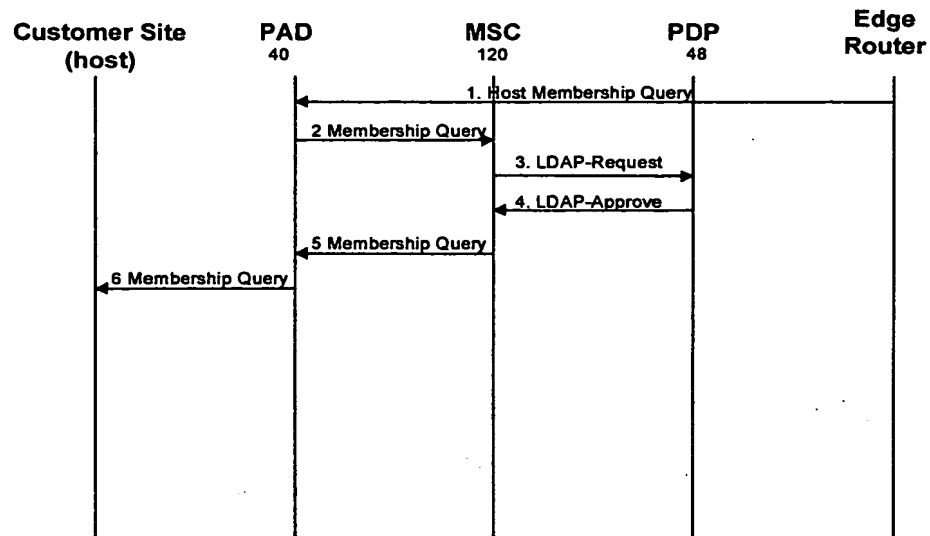 Customer Site
(host)
PAD
40
MSC
120
PDP
48
Edge
Router
1. Host Membership Query
2 Membership Query
3. LDAP-Request
4. LDAP-Approve
5 Membership Query
6 Membership Query